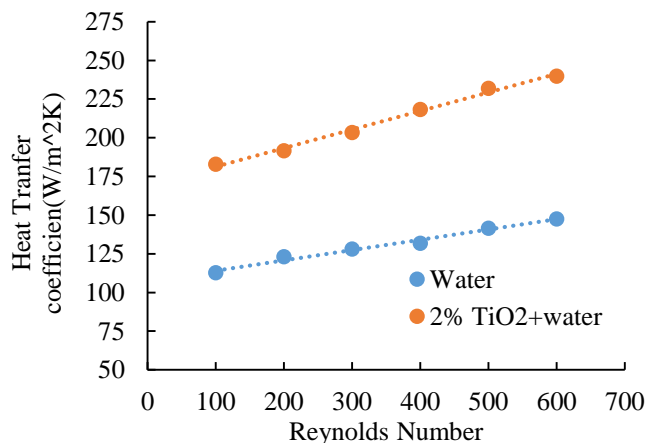 275
250
225
200
175
150
125
100
75
50
Heat Tranfer
coefficien(W/m^2K)
Water
2% TiO2+water
0 100 200 300 400 500 600 700
Reynolds Number